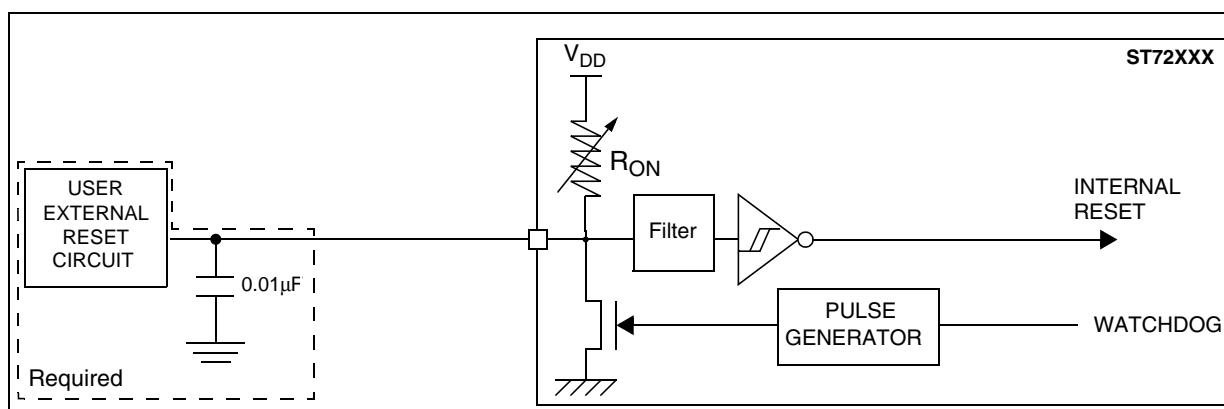 V_DD
ST72XXX
R_ON
USER
EXTERNAL
RESET
CIRCUIT
0.01µF
Required
Filter
INTERNAL
RESET
PULSE
GENERATOR
WATCHDOG